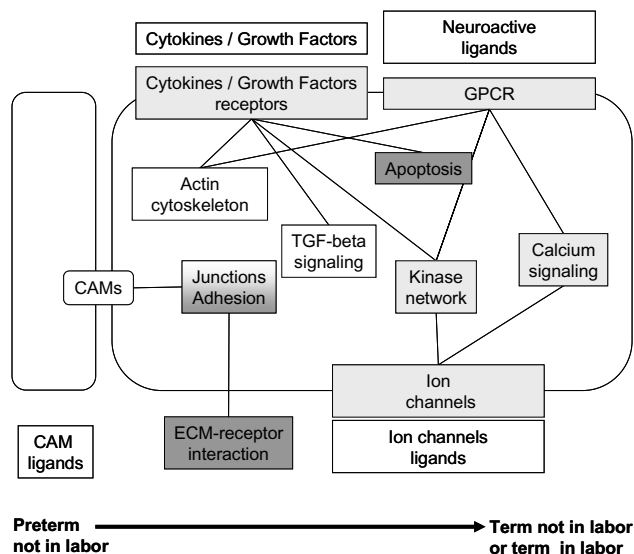 Cytokines / Growth Factors
Neuroactive
ligands
Cytokines / Growth Factors
receptors
GPCR
Apoptosis
Actin
cytoskeleton
TGF-beta
signaling
Calcium
signaling
CAMs
Junctions
Adhesion
Kinase
network
Ion
channels
CAM
ligands
ECM-receptor
interaction
Ion channels
ligands
Preterm
not in labor
Term not in labor
or term in labor